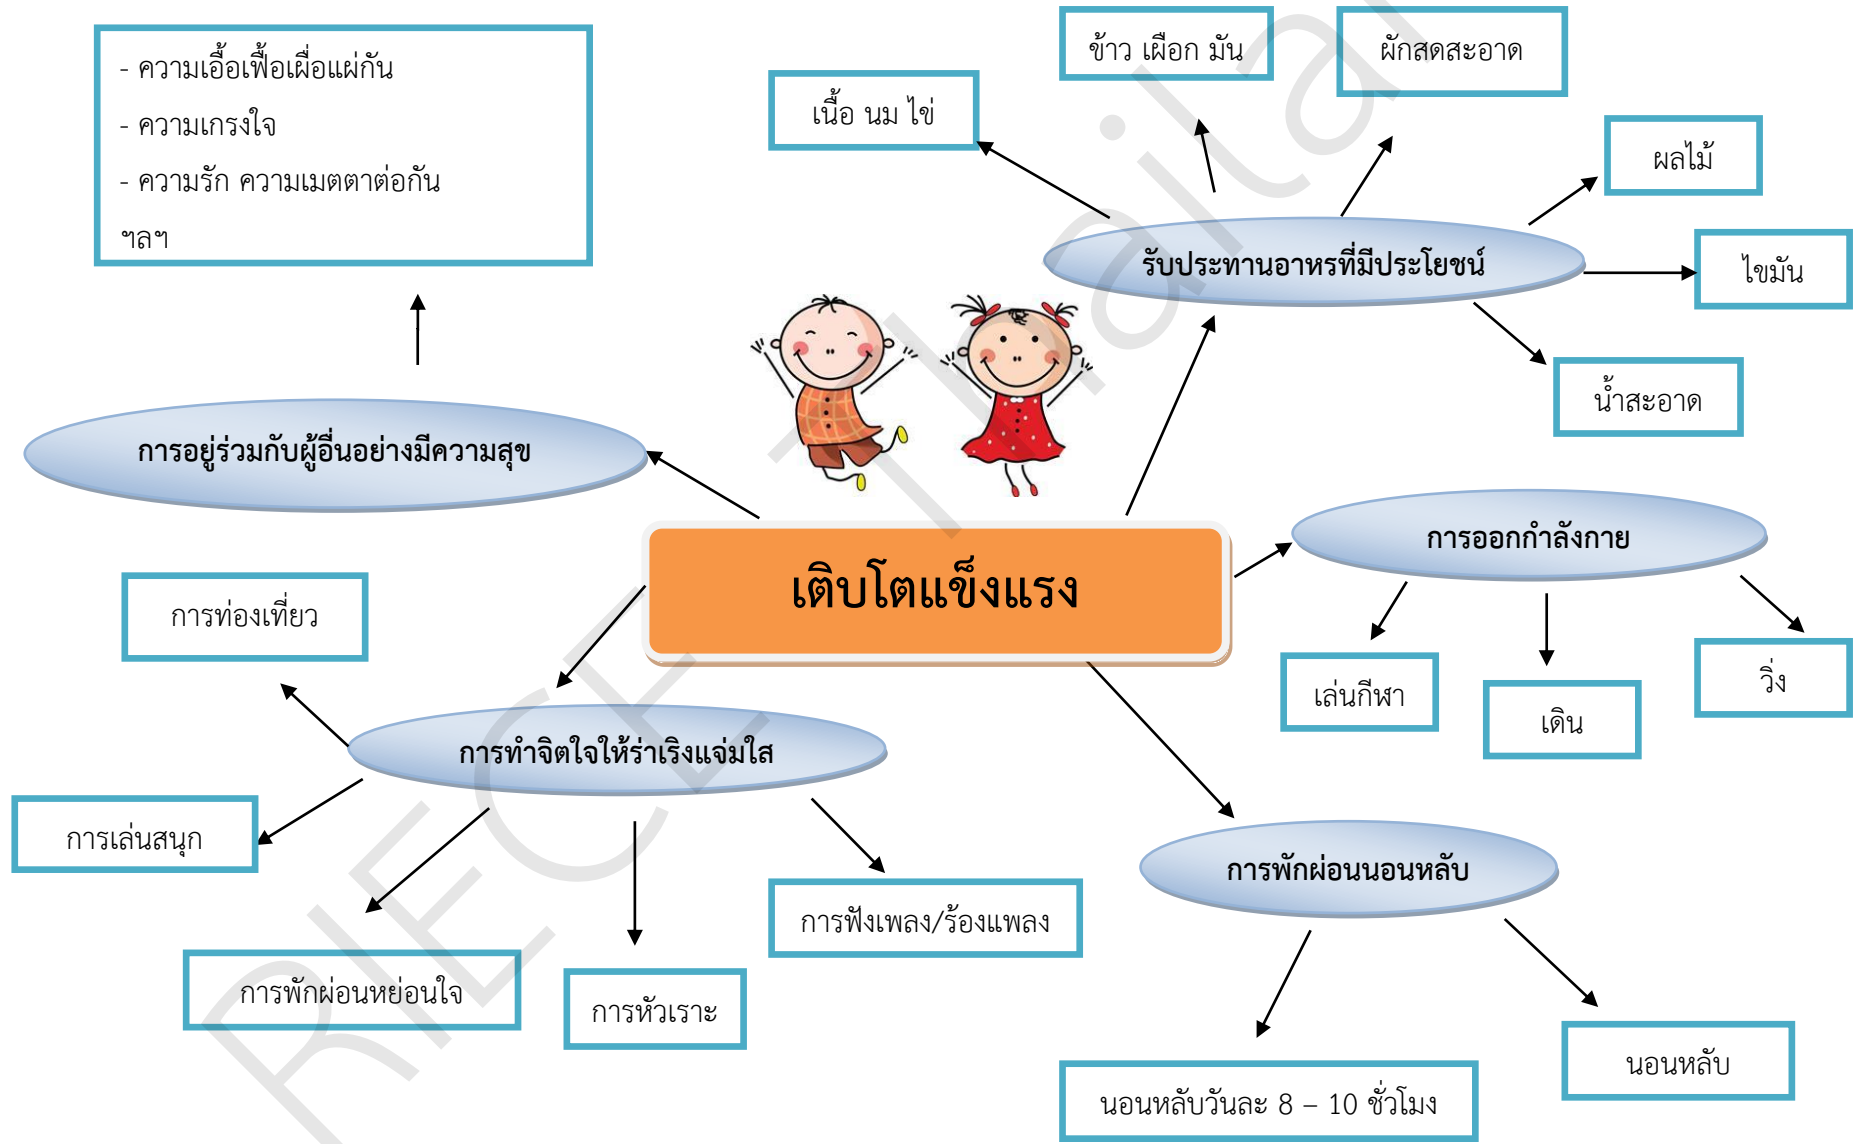 - ความเอื้อเฟื้อเผื่อแผ่กัน
- ความเกรงใจ
- ความรัก ความเมตตาต่อกัน
ฯลฯ
เนื้อ นม ไข่
ข้าว เผือก มัน
ผักสดสะอาด
ผลไม้
ไขมัน
น้ำสะอาด
รับประทานอาหรที่มีประโยชน์
การอยู่ร่วมกับผู้อื่นอย่างมีความสุข
เติบโตแข็งแรง
การออกกำลังกาย
เล่นกีฬา
เดิน
วิ่ง
การท่องเที่ยว
การทำจิตใจให้ร่าเริงแจ่มใส
การเล่นสนุก
การพักผ่อนหย่อนใจ
การหัวเราะ
การฟังเพลง/ร้องแพลง
การพักผ่อนนอนหลับ
นอนหลับวันละ 8 – 10 ชั่วโมง
นอนหลับ
RIECE Thailan